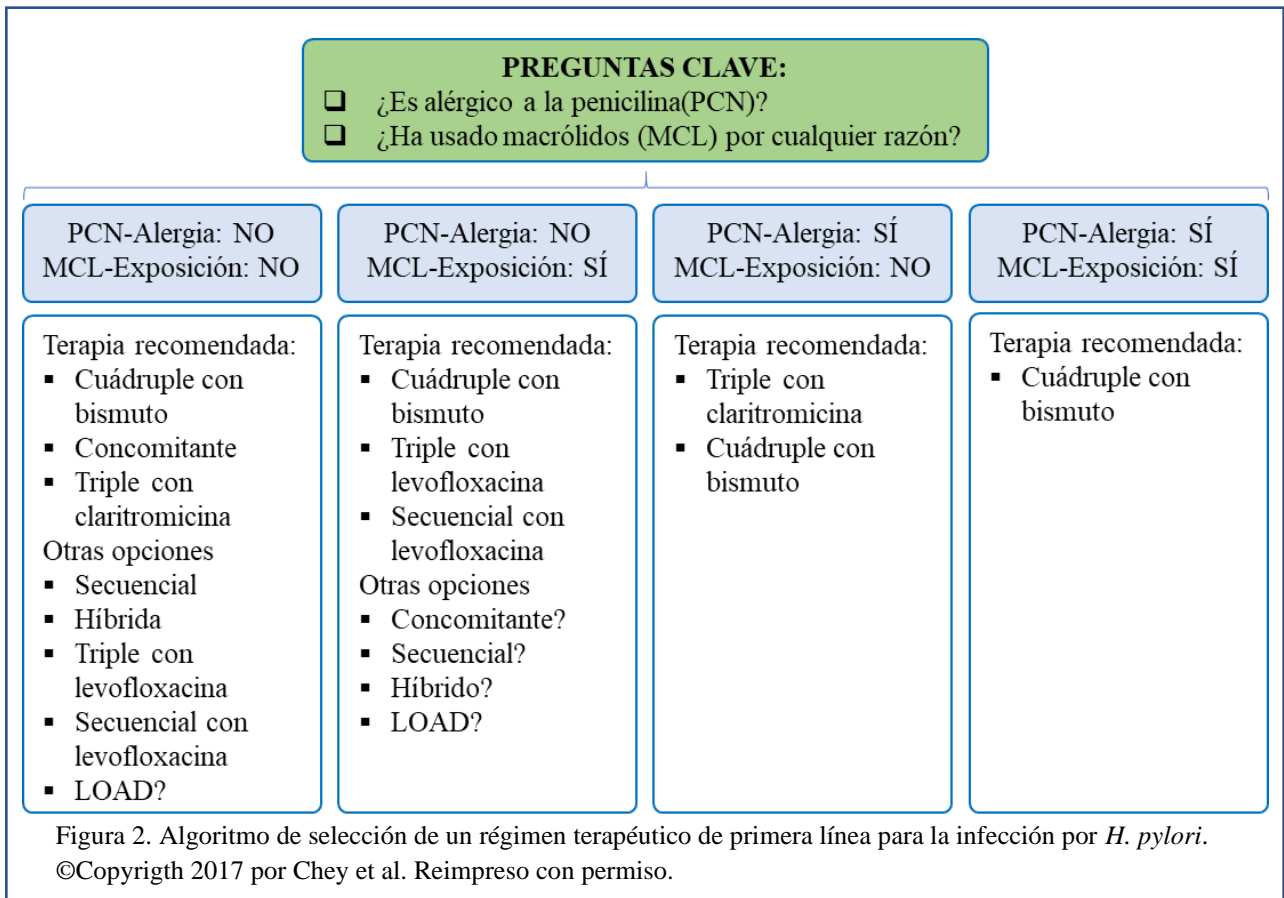 PREGUNTAS CLAVE:
❑ ¿Es alérgico a la penicilina(PCN)?
❑ ¿Ha usado macrólidos (MCL) por cualquier razón?
PCN-Alergia: NO
MCL-Exposición: NO
Terapia recomendada:
▪ Cuádruple con
bismuto
▪ Concomitante
▪ Triple con
claritromicina
Otras opciones
▪ Secuencial
▪ Híbrida
▪ Triple con
levofloxacina
▪ Secuencial con
levofloxacina
▪ LOAD?
PCN-Alergia: NO
MCL-Exposición: SÍ
Terapia recomendada:
▪ Cuádruple con
bismuto
▪ Triple con
levofloxacina
▪ Secuencial con
levofloxacina
Otras opciones
▪ Concomitante?
▪ Secuencial?
▪ Híbrido?
▪ LOAD?
PCN-Alergia: SÍ
MCL-Exposición: NO
Terapia recomendada:
▪ Triple con
claritromicina
▪ Cuádruple con
bismuto
PCN-Alergia: SÍ
MCL-Exposición: SÍ
Terapia recomendada:
▪ Cuádruple con
bismuto
Figura 2. Algoritmo de selección de un régimen terapéutico de primera línea para la infección por H. pylori.
©Copyrigth 2017 por Chey et al. Reimpreso con permiso.